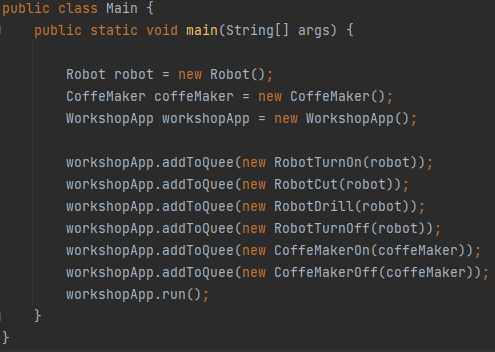 public class Main {
public static void main(String[] args) {
Robot robot = new Robot();
CoffeMaker coffeMaker = new CoffeMaker();
WorkshopApp workshopApp = new WorkshopApp();
workshopApp.addToQuee(new RobotTurnOn(robot));
workshopApp.addToQuee(new RobotCut(robot));
workshopApp.addToQuee(new RobotDrill(robot));
workshopApp.addToQuee(new RobotTurnOff(robot));
workshopApp.addToQuee(new CoffeMakerOn(coffeMaker));
workshopApp.addToQuee(new CoffeMakerOff(coffeMaker));
workshopApp.run();
}
}